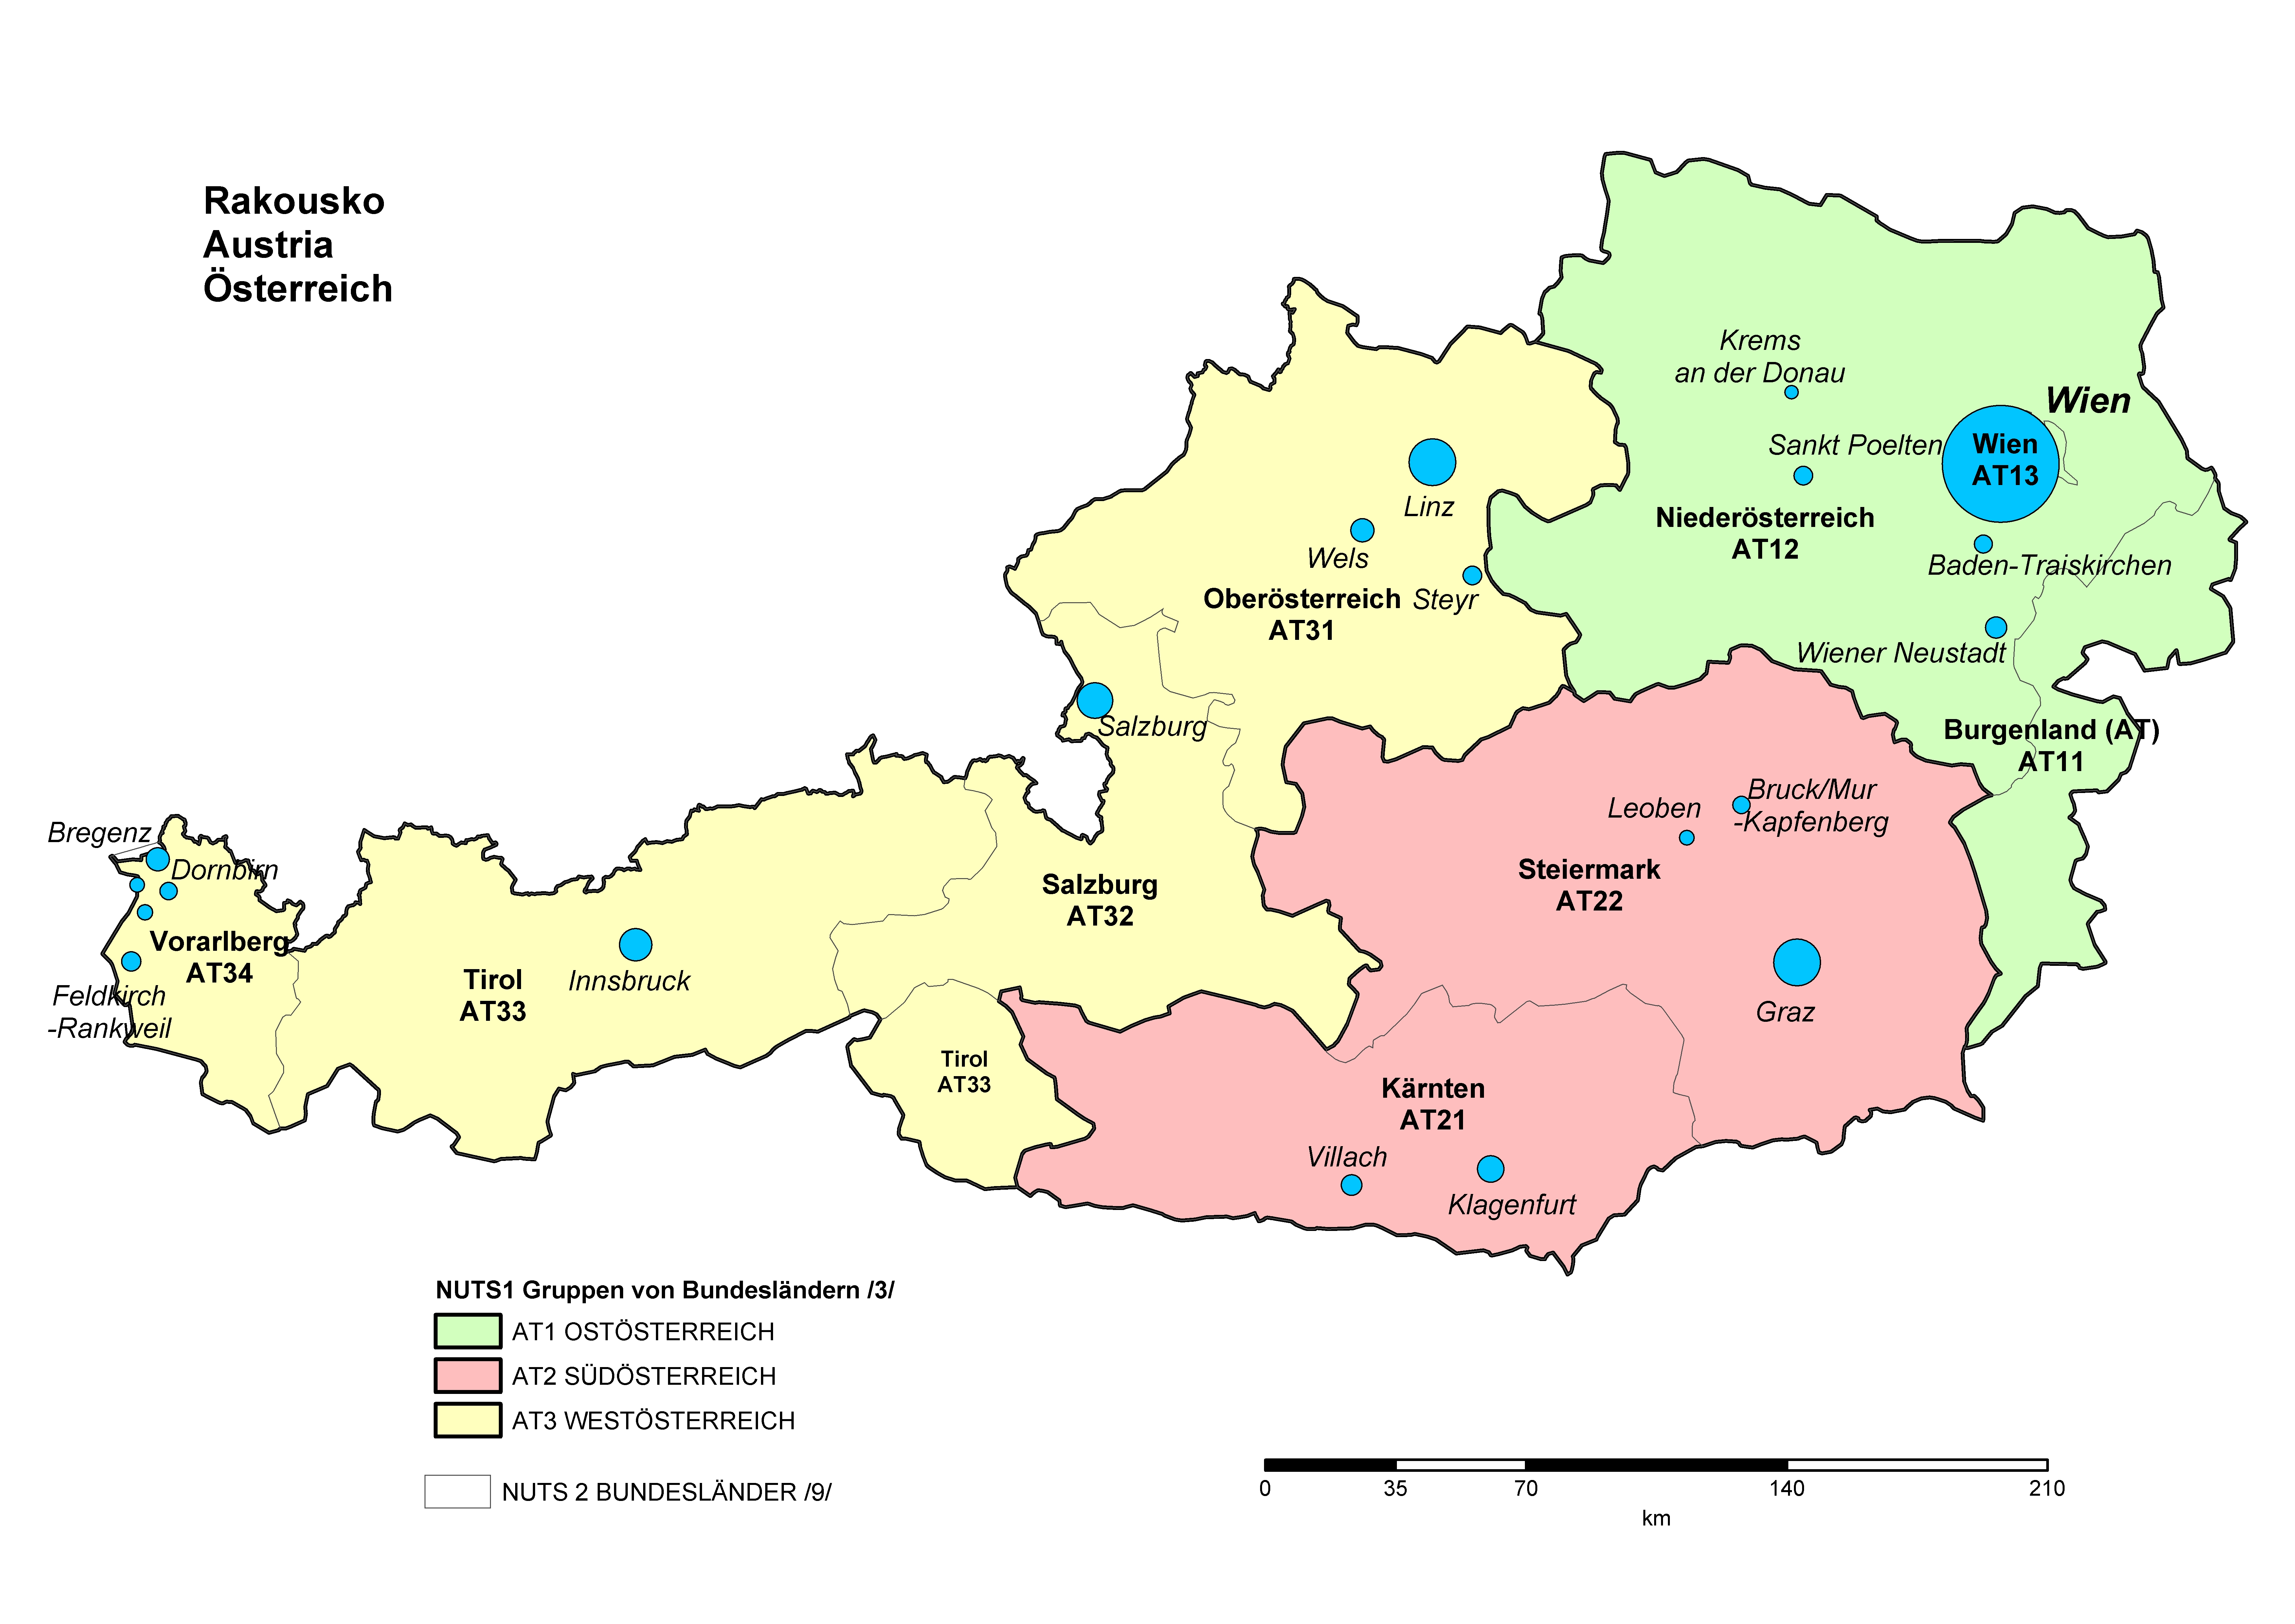 Rakousko
Austria
Österreich
Krems
an der Donau
Wien
Wien
AT13
Sankt Poelten
Niederösterreich
AT12
Baden-Traiskirchen
Wiener Neustadt
Burgenland (AT)
AT11
Linz
Wels
Steyr
Oberösterreich
AT31
Salzburg
Salzburg
AT32
Leoben
Bruck/Mur
-Kapfenberg
Steiermark
AT22
Graz
Bregenz
Dornbirn
Vorarlberg
AT34
Feldkirch
-Rankweil
Tirol
AT33
Innsbruck
Tirol
AT33
Kärnten
AT21
Villach
Klagenfurt
NUTS1 Gruppen von Bundesländern /3/
AT1 OSTÖSTERREICH
AT2 SÜDÖSTERREICH
AT3 WESTÖSTERREICH
NUTS 2 BUNDESLÄNDER /9/
0 35 70 140 210
km